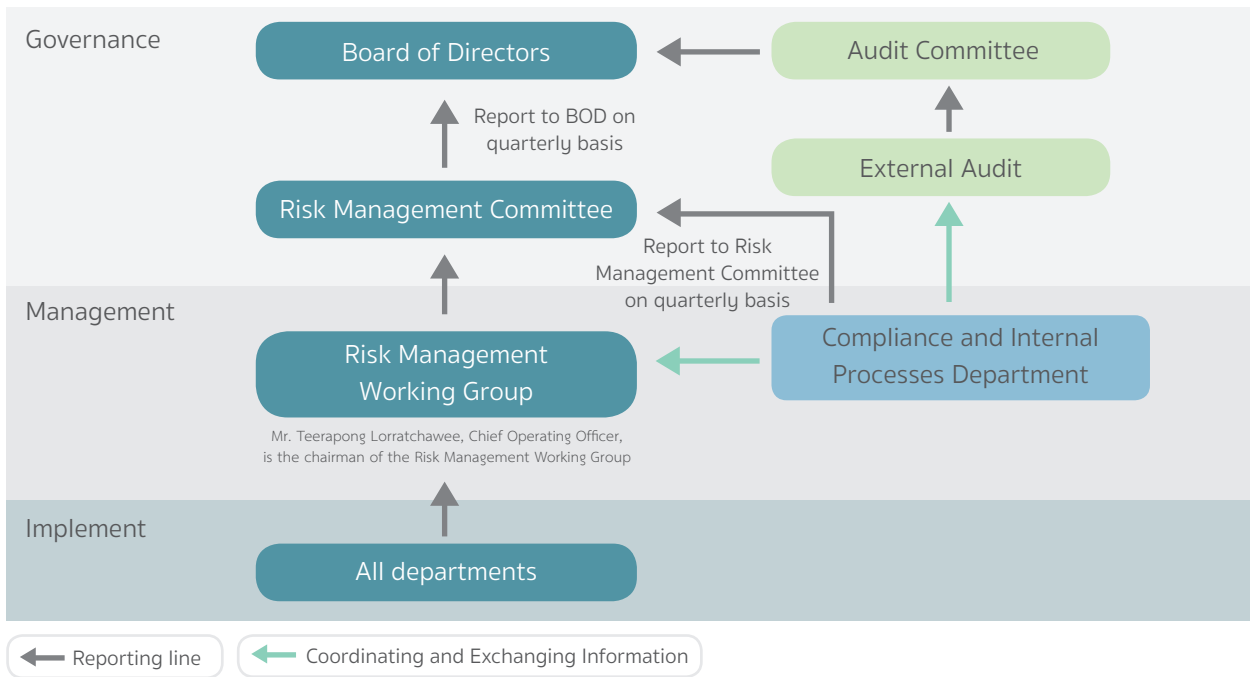 Governance
Board of Directors
Audit Committee
Report to BOD on
quarterly basis
External Audit
Risk Management Committee
Report to Risk
Management Committee
on quarterly basis
Management
Risk Management
Working Group
Compliance and Internal
Processes Department
Mr. Teerapong Lorratchawee, Chief Operating Officer,
is the chairman of the Risk Management Working Group
Implement
All departments
Reporting line
Coordinating and Exchanging Information